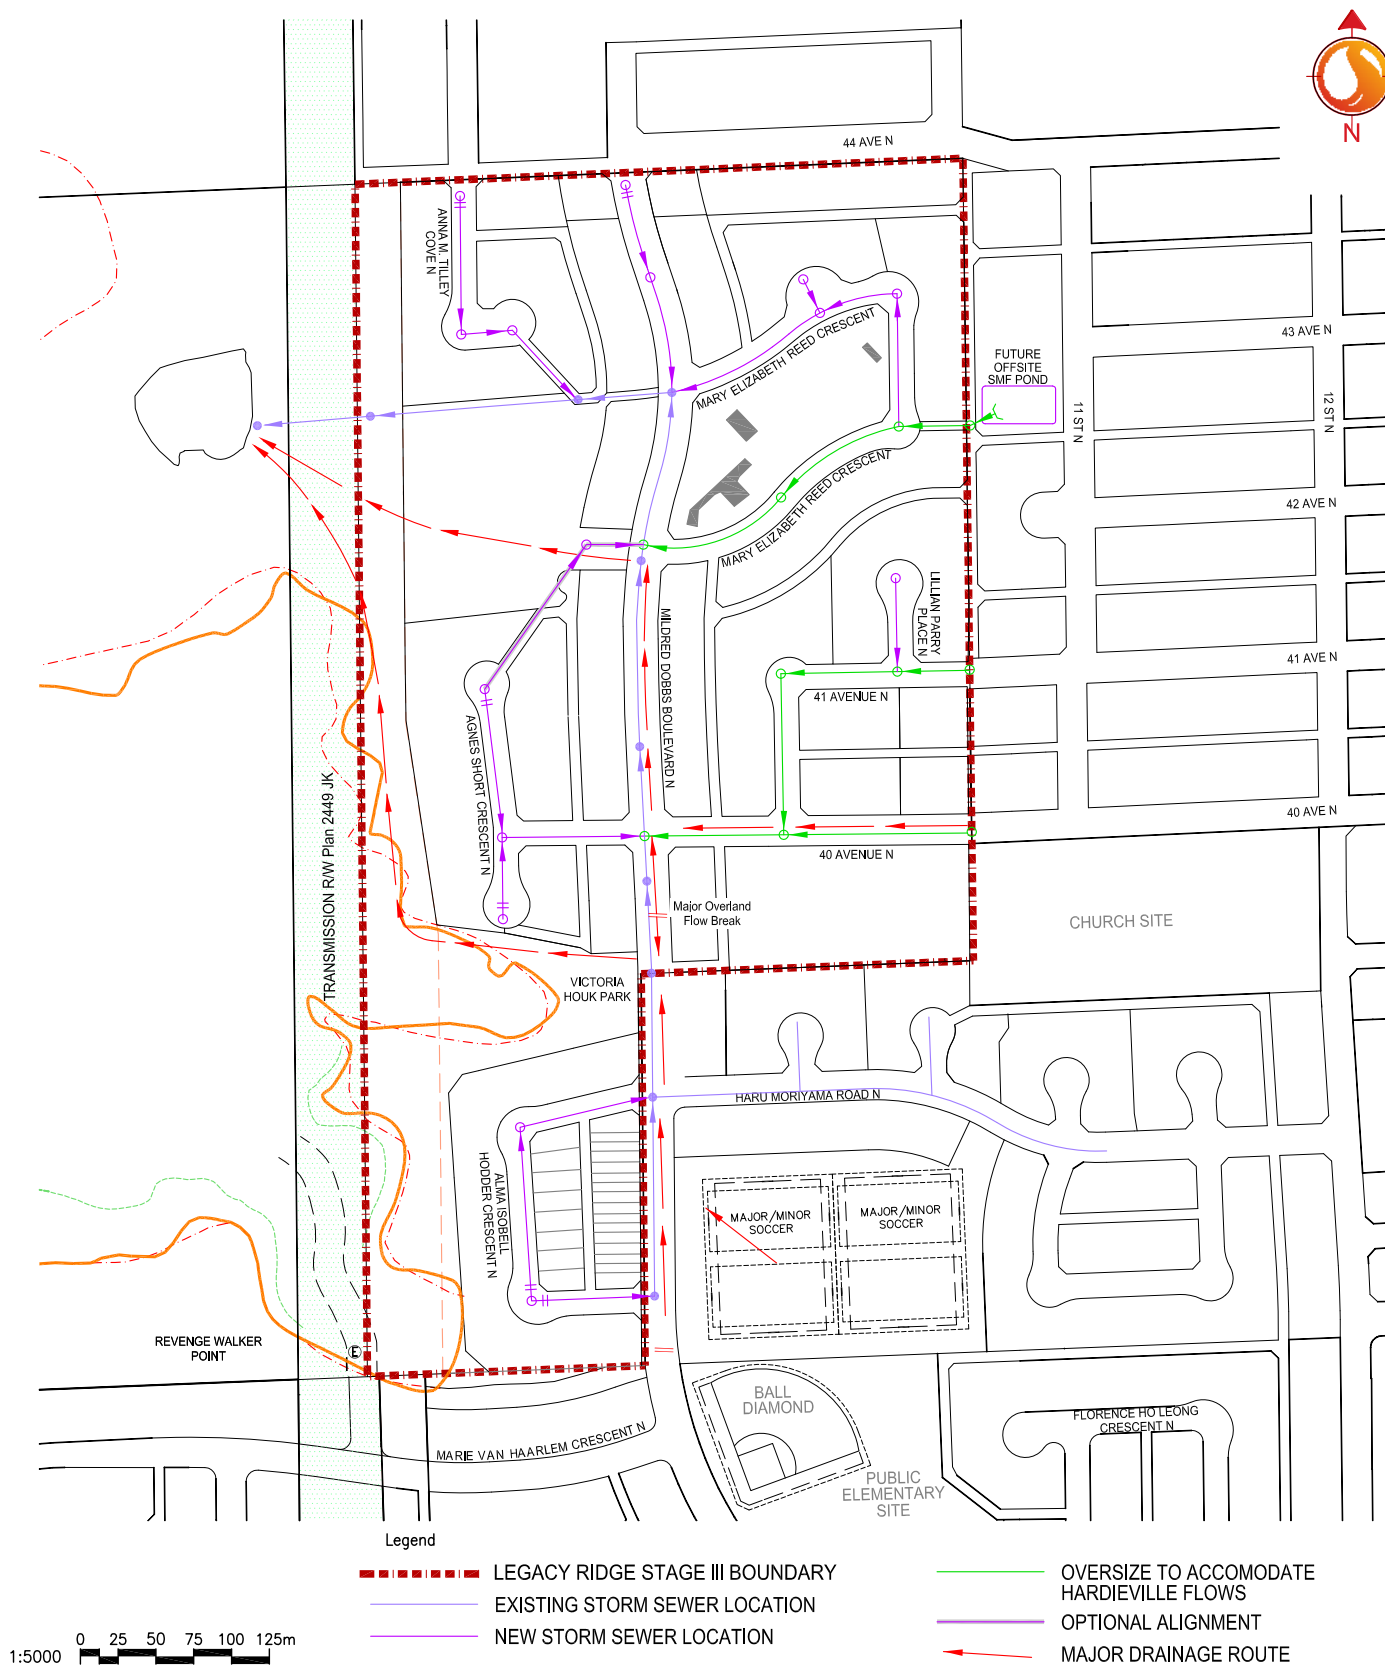 44 AVE N
N
ANNA M. TILLEY
COVE N
43 AVE N
MARY ELIZABETH REED CRESCENT
FUTURE
OFFSITE
SMF POND
11 ST N
12 ST N
MARY ELIZABETH REED CRESCENT
42 AVE N
LILLIAN PARRY
PLACE N
MILDRED DOBBS BOULEVARD N
41 AVE N
41 AVENUE N
AGNES SHORT CRESCENT N
TRANSMISSION R/W Plan 2449 JK
40 AVE N
40 AVENUE N
Major Overland
Flow Break
CHURCH SITE
VICTORIA
HOUK PARK
HARU MORIYAMA ROAD N
ALMA ISOBELL
HODDER CRESCENT N
MAJOR/MINOR
SOCCER
MAJOR/MINOR
SOCCER
REVENGE WALKER
POINT
E
BALL
DIAMOND
FLORENCE HO LEONG
CRESCENT N
MARIE VAN HAARLEM CRESCENT N
PUBLIC
ELEMENTARY
SITE
Legend
LEGACY RIDGE STAGE III BOUNDARY
EXISTING STORM SEWER LOCATION
NEW STORM SEWER LOCATION
OVERSIZE TO ACCOMODATE
HARDIEVILLE FLOWS
OPTIONAL ALIGNMENT
MAJOR DRAINAGE ROUTE
1:5000
0 25 50 75 100 125m